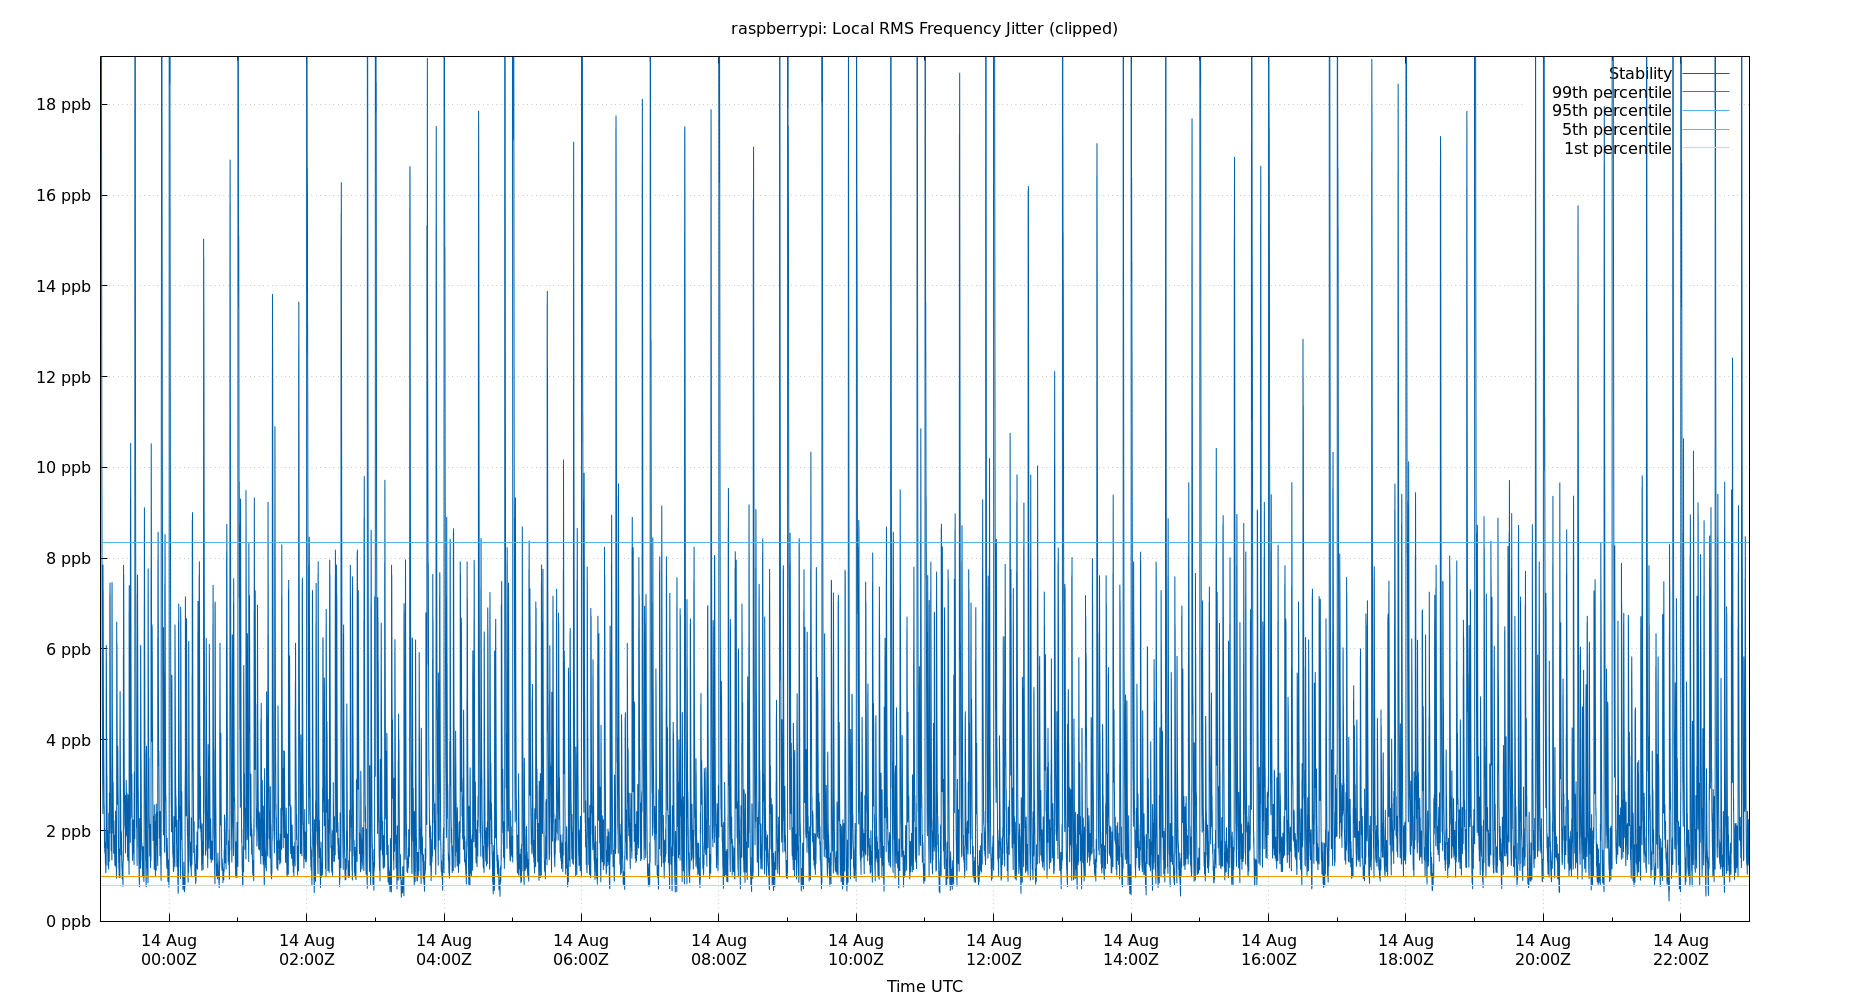 raspberrypi: Local RMS Frequency Jitter (clipped)
Stability
99th percentile
95th percentile
5th percentile
1st percentile
18 ppb
16 ppb
14 ppb
12 ppb
10 ppb
8 ppb
6 ppb
4 ppb
2 ppb
0 ppb
14 Aug 14 Aug 14 Aug 14 Aug 14 Aug 14 Aug 14 Aug 14 Aug 14 Aug 14 Aug 14 Aug 14 Aug
00:00Z 02:00Z 04:00Z 06:00Z 08:00Z 10:00Z 12:00Z 14:00Z 16:00Z 18:00Z 20:00Z 22:00Z
Time UTC